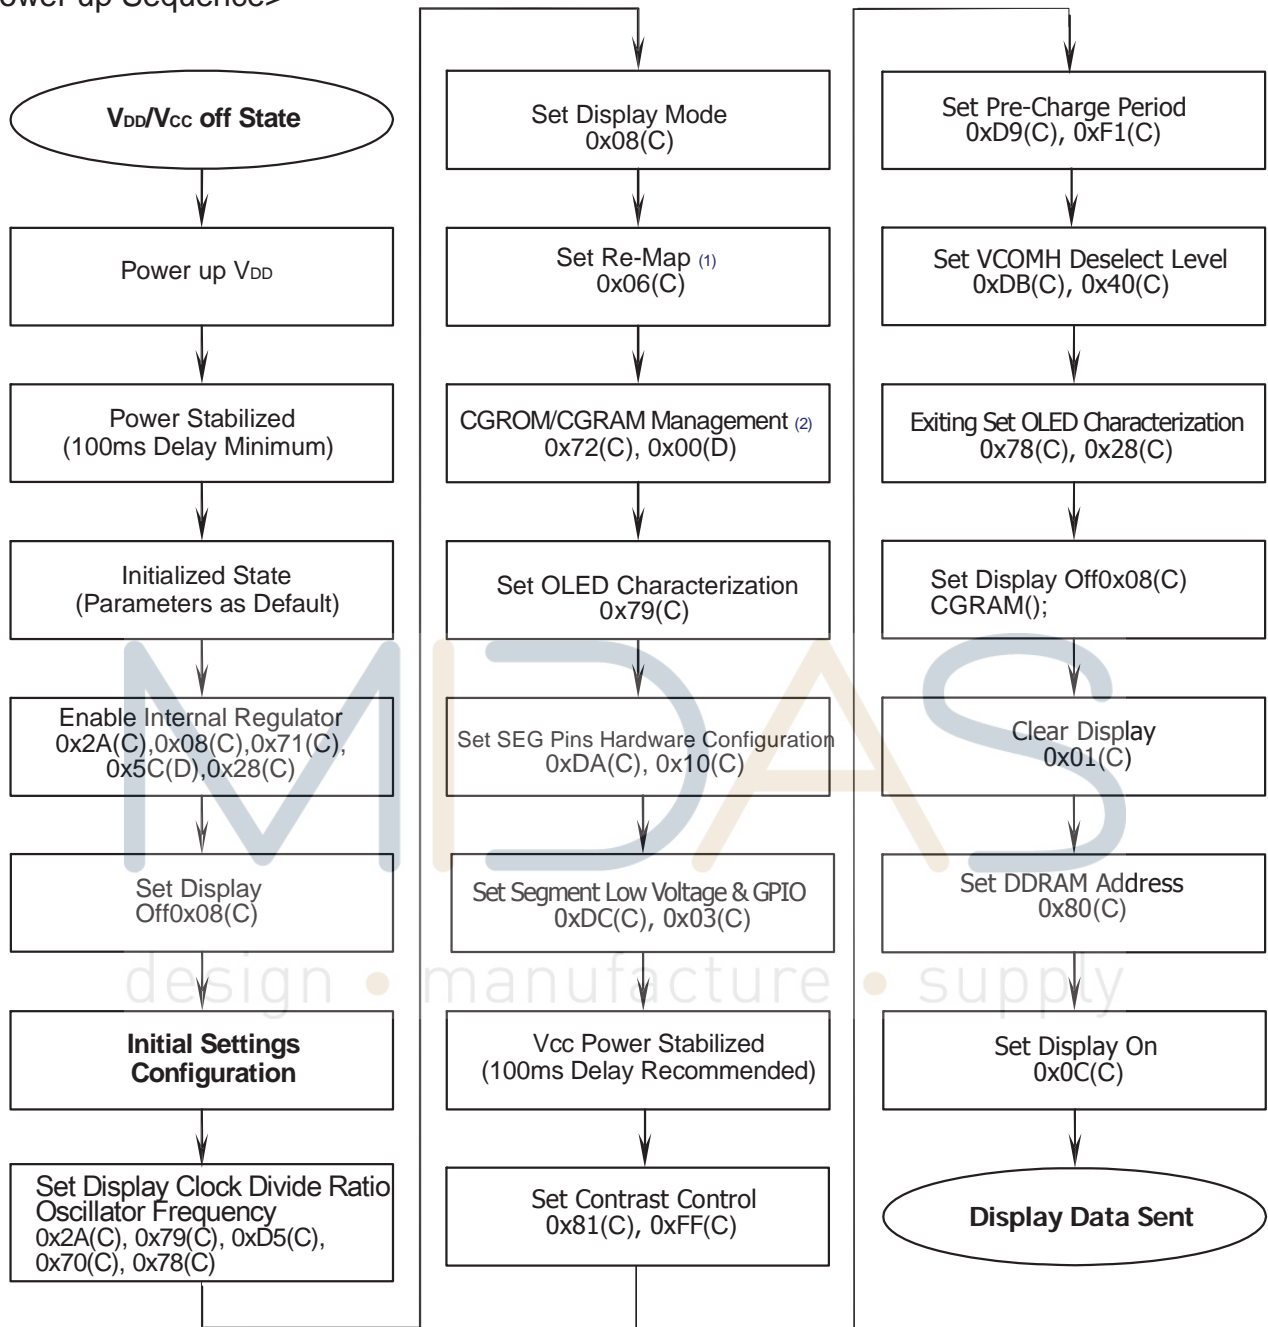 ower up Sequence>
VDD/VCC off State
Power up VDD
Power Stabilized
(100ms Delay Minimum)
Initialized State
(Parameters as Default)
Enable Internal Regulator
0x2A(C),0x08(C),0x71(C),
0x5C(D),0x28(C)
Set Display
Off0x08(C)
Initial Settings
Configuration
Set Display Clock Divide Ratio
Oscillator Frequency
0x2A(C), 0x79(C), 0xD5(C),
0x70(C), 0x78(C)
Set Display Mode
0x08(C)
Set Re-Map (1)
0x06(C)
CGROM/CGRAM Management (2)
0x72(C), 0x00(D)
Set OLED Characterization
0x79(C)
Set SEG Pins Hardware Configuration
0xDA(C), 0x10(C)
Set Segment Low Voltage & GPIO
0xDC(C), 0x03(C)
Vcc Power Stabilized
(100ms Delay Recommended)
Set Contrast Control
0x81(C), 0xFF(C)
Set Pre-Charge Period
0xD9(C), 0xF1(C)
Set VCOMH Deselect Level
0xDB(C), 0x40(C)
Exiting Set OLED Characterization
0x78(C), 0x28(C)
Set Display Off0x08(C)
CGRAM();
Clear Display
0x01(C)
Set DDRAM Address
0x80(C)
Set Display On
0x0C(C)
Display Data Sent
MIDAS
design • manufacture • supply